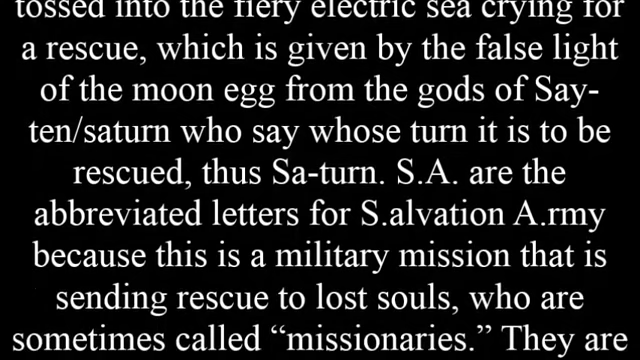 tossed into the fiery electric sea crying for
a rescue, which is given by the false light
of the moon egg from the gods of Say-
ten/saturn who say whose turn it is to be
rescued, thus Sa-turn. S.A. are the
abbreviated letters for S.alvation A.rmy
because this is a military mission that is
sending rescue to lost souls, who are
sometimes called “missionaries.” They are